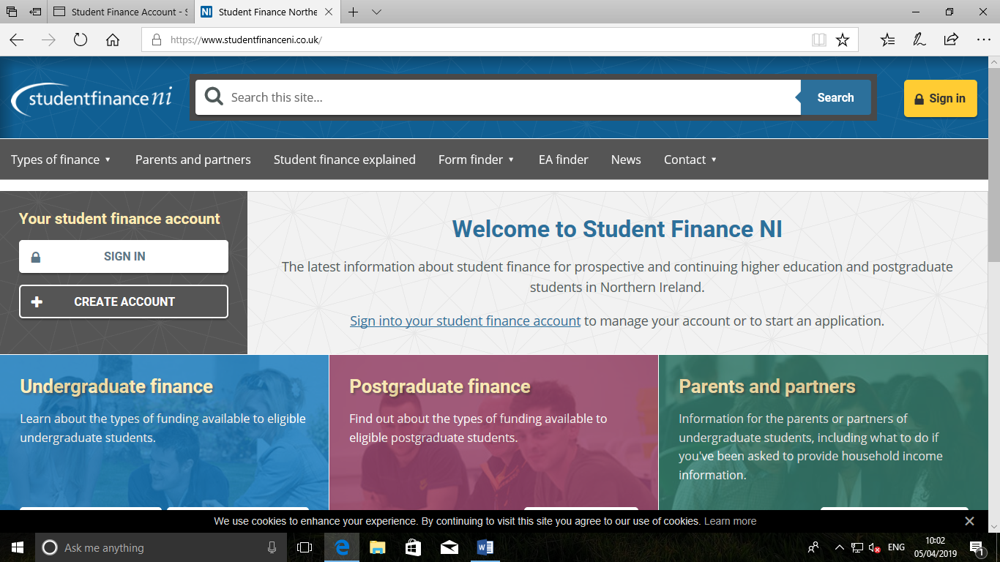 Student Finance Account - S
Student Finance Northe
https://www.studentfinanceni.co.uk/
studentfinance ni
Search this site...
Search
Sign in
Types of finance
Parents and partners
Student finance explained
Form finder
EA finder
News
Contact
Your student finance account
SIGN IN
CREATE ACCOUNT
Welcome to Student Finance NI
The latest information about student finance for prospective and continuing higher education and postgraduate
students in Northern Ireland.
Sign into your student finance account to manage your account or to start an application.
Undergraduate finance
Learn about the types of funding available to eligible
undergraduate students.
Postgraduate finance
Find out about the types of funding available to
eligible postgraduate students.
Parents and partners
Information for the parents or partners of
undergraduate students, including what to do if
you've been asked to provide household income
information.
We use cookies to enhance your experience. By continuing to visit this site you agree to our use of cookies. Learn more
Ask me anything
ENG
10:02
05/04/2019
1